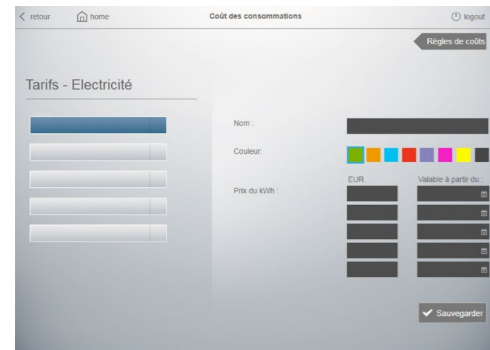 retour
home
Coût des consommations
logout
Règles de coûts
Tarifs - Electricité
Nom :
Couleur:
EUR
Valable à partir du :
Prix du kWh :
Sauvegarder